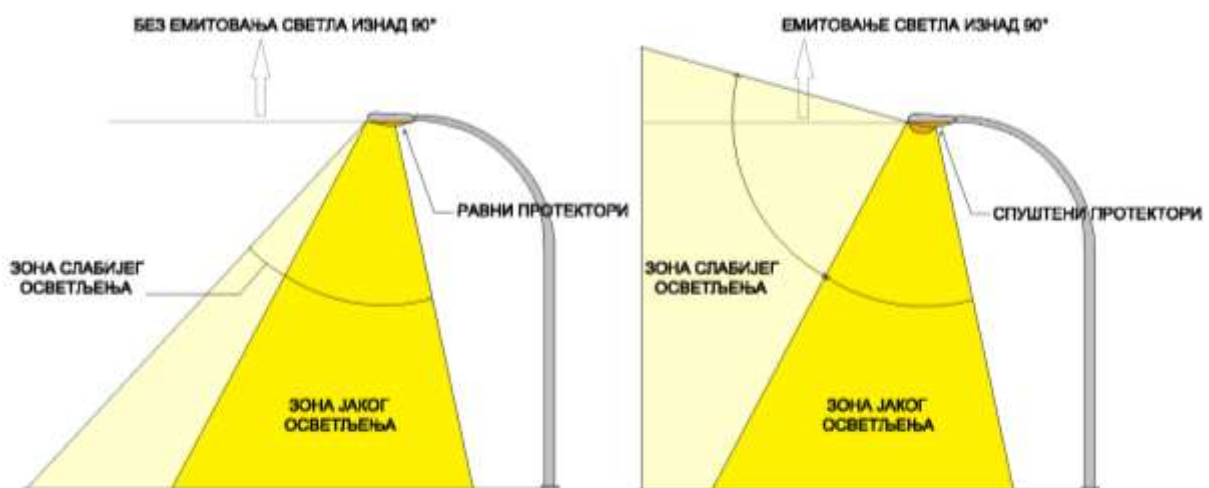 БЕЗ ЕМИТОВАЊА СВЕТЛА ИЗНАД 90°
РАВНИ ПРОТЕКТОРИ
ЗОНА СЛАБИЈЕГ
ОСВЕТЉЕЊА
ЗОНА ЈАКОГ
ОСВЕТЉЕЊА
ЕМИТОВАЊЕ СВЕТЛА ИЗНАД 90°
СПУШТЕНИ ПРОТЕКТОРИ
ЗОНА СЛАБИЈЕГ
ОСВЕТЉЕЊА
ЗОНА ЈАКОГ
ОСВЕТЉЕЊА